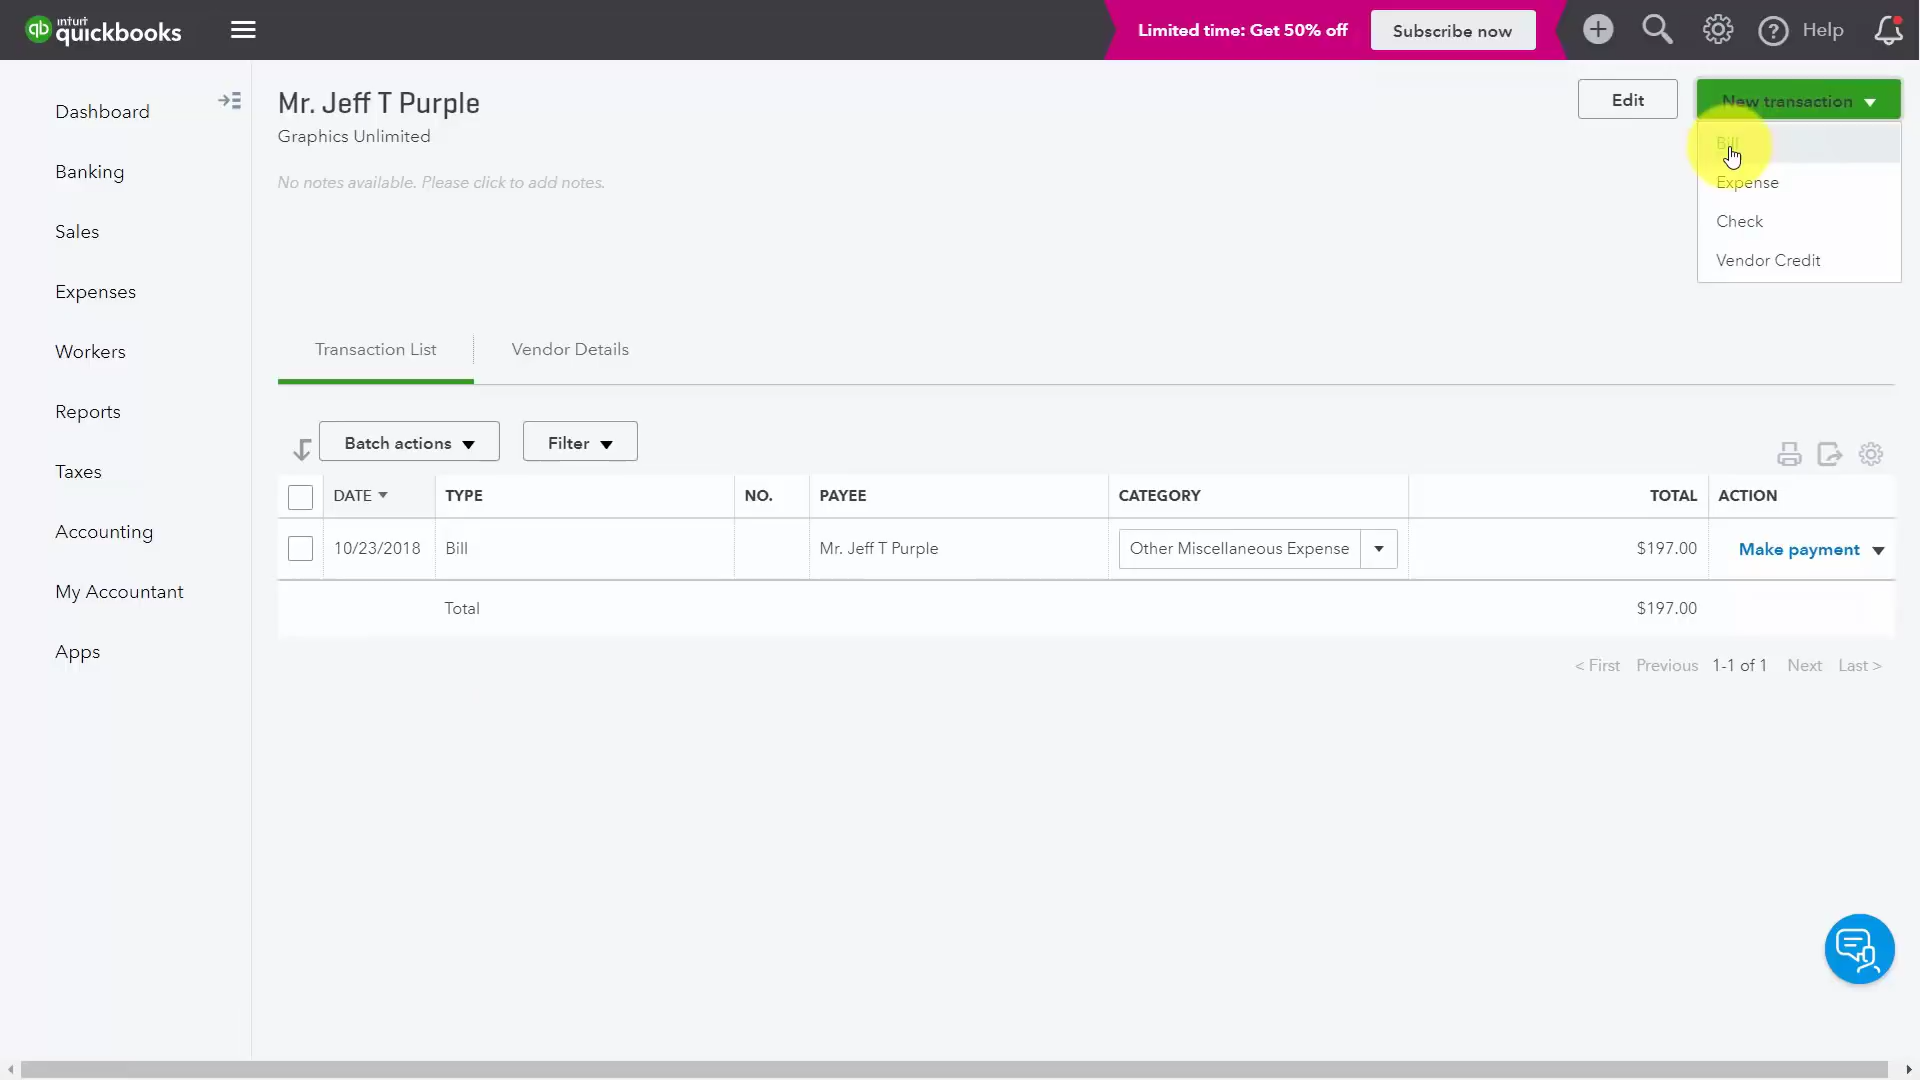 intuit
quickbooks
Limited time: Get 50% off
Subscribe now
Help
Dashboard
Banking
Sales
Expenses
Workers
Reports
Taxes
Accounting
My Accountant
Apps
Mr. Jeff T Purple
Graphics Unlimited
No notes available. Please click to add notes.
Edit
New transaction
Bill
Expense
Check
Vendor Credit
Transaction List
Vendor Details
Batch actions
Filter
DATE TYPE NO. PAYEE CATEGORY TOTAL ACTION
10/23/2018 Bill Mr. Jeff T Purple Other Miscellaneous Expense $197.00 Make payment
Total $197.00
< First Previous 1-1 of 1 Next Last >